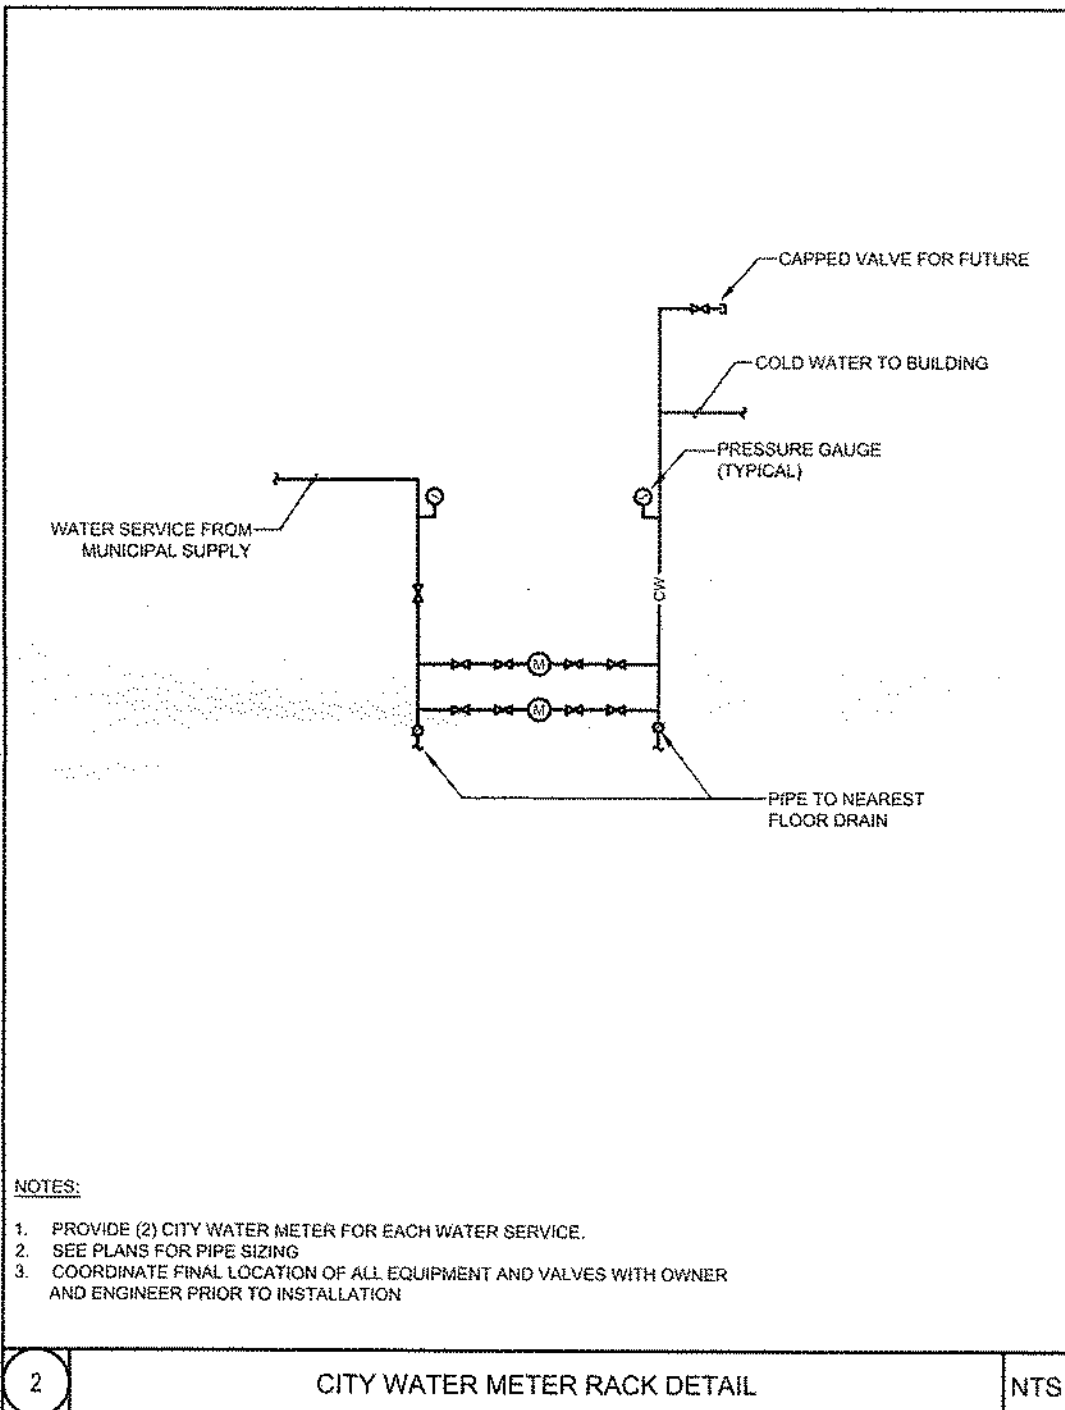 CAPPED VALVE FOR FUTURE
COLD WATER TO BUILDING
PRESSURE GAUGE
(TYPICAL)
WATER SERVICE FROM
MUNICIPAL SUPPLY
CW
M
M
PIPE TO NEAREST
FLOOR DRAIN
NOTES:
1. PROVIDE (2) CITY WATER METER FOR EACH WATER SERVICE.
2. SEE PLANS FOR PIPE SIZING
3. COORDINATE FINAL LOCATION OF ALL EQUIPMENT AND VALVES WITH OWNER
AND ENGINEER PRIOR TO INSTALLATION
2
CITY WATER METER RACK DETAIL
NTS